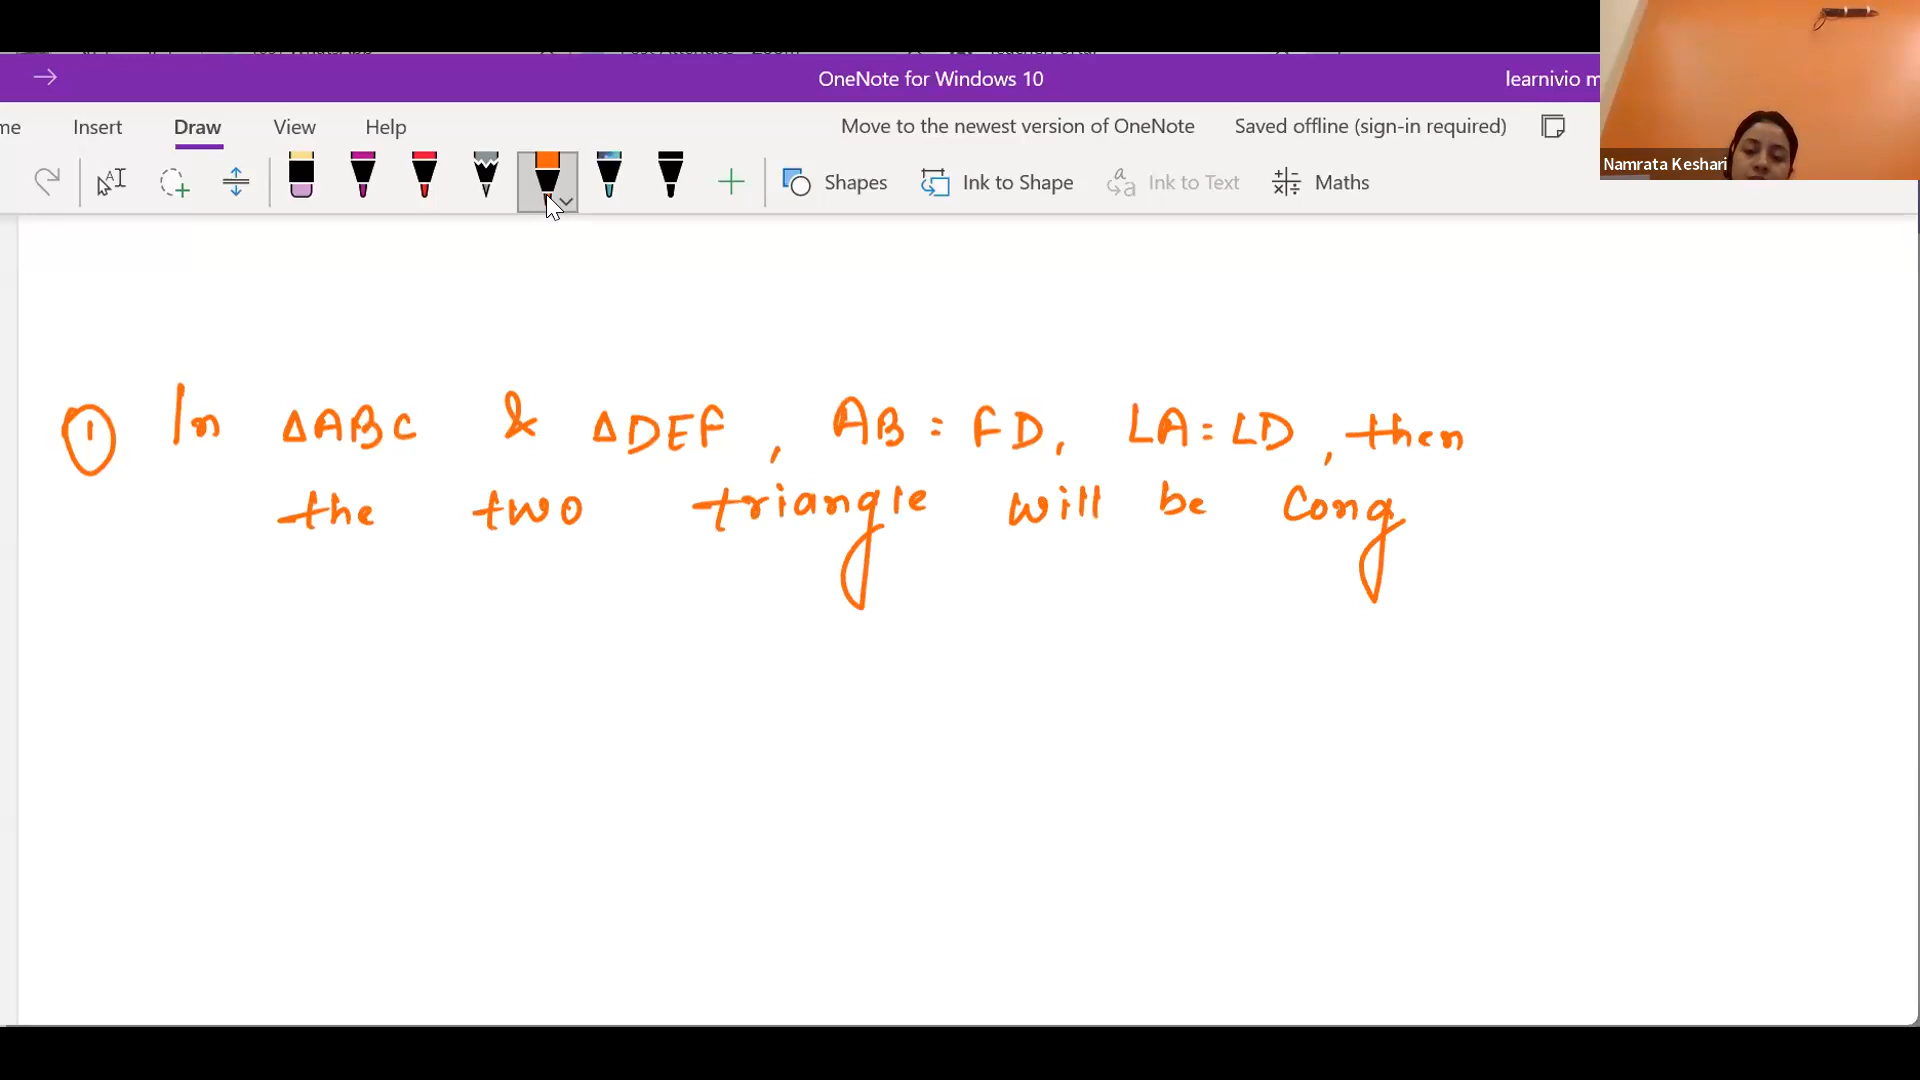 OneNote for Windows 10
learnivio m
me Insert Draw View Help
Move to the newest version of OneNote Saved offline (sign-in required)
Namrata Keshari
Shapes Ink to Shape Ink to Text Maths
① In ΔABC & ΔDEF, AB = FD, ∠A = ∠D, then
the two triangle will be Cong